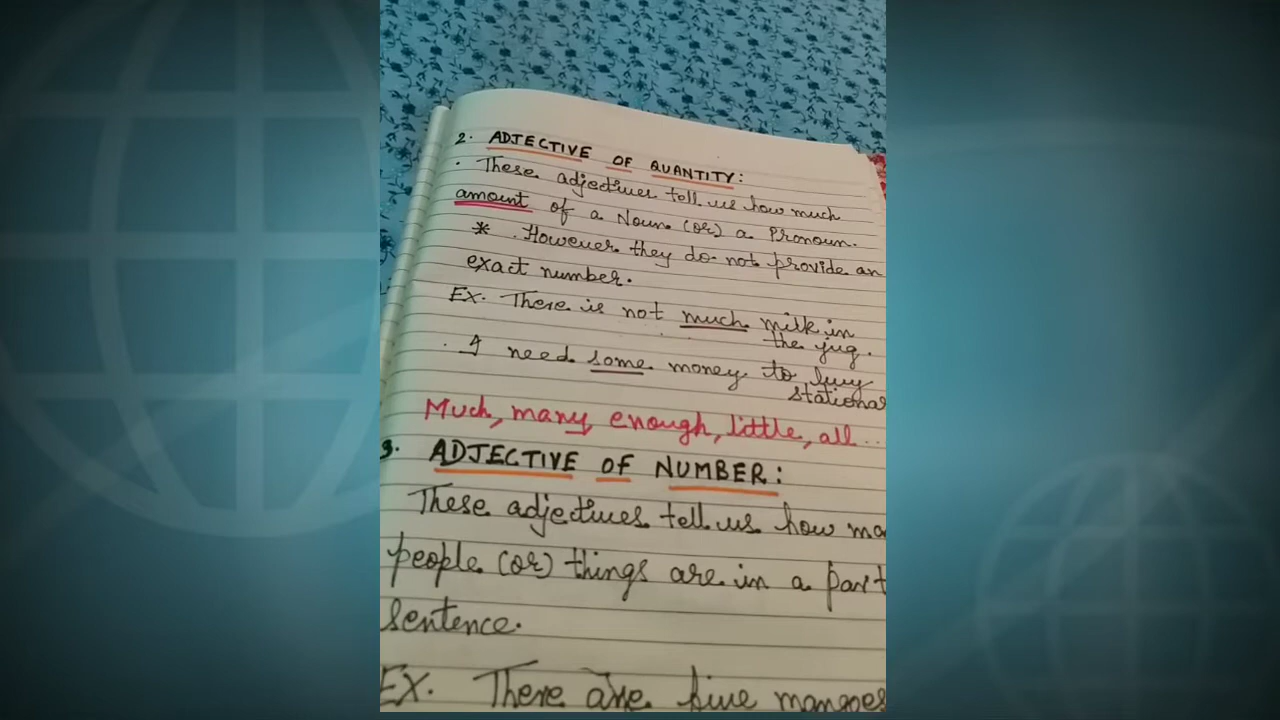 2. ADJECTIVE OF QUANTITY:
· These adjectives tell us how much
amount of a Noun (or) a Pronoun.
* . However they do not provide an
exact number.
Ex. There is not much milk in
the jug.
. I need some money to buy
stationar
Much, many, enough, little, all ..
3. ADJECTIVE OF NUMBER:
These adjectives tell us how ma
people (or) things are in a part
sentence.
EX. There are five mangoes